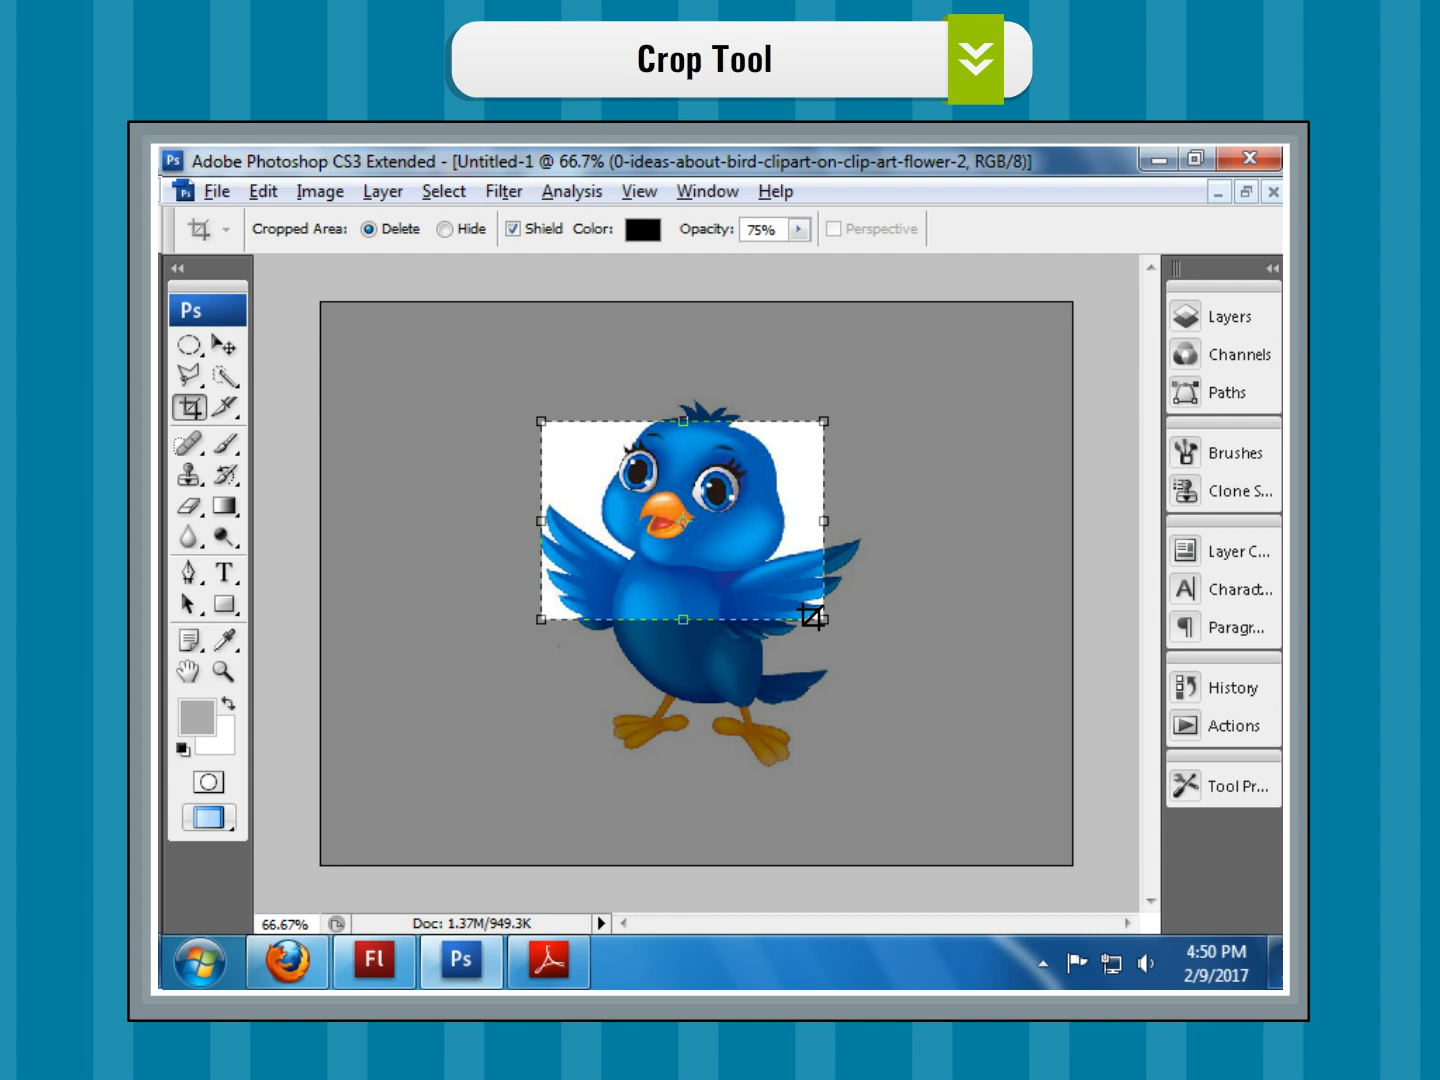 Crop Tool
Ps Adobe Photoshop CS3 Extended - [Untitled-1 @ 66.7% (0-ideas-about-bird-clipart-on-clip-art-flower-2, RGB/8)]
Ps File Edit Image Layer Select Filter Analysis View Window Help
Cropped Area: Delete Hide Shield Color: Opacity: 75% Perspective
Ps
T
Layers
Channels
Paths
Brushes
Clone S...
Layer C...
A Charact...
Paragr...
History
Actions
Tool Pr...
66.67% Doc: 1.37M/949.3K
Fl Ps
4:50 PM
2/9/2017